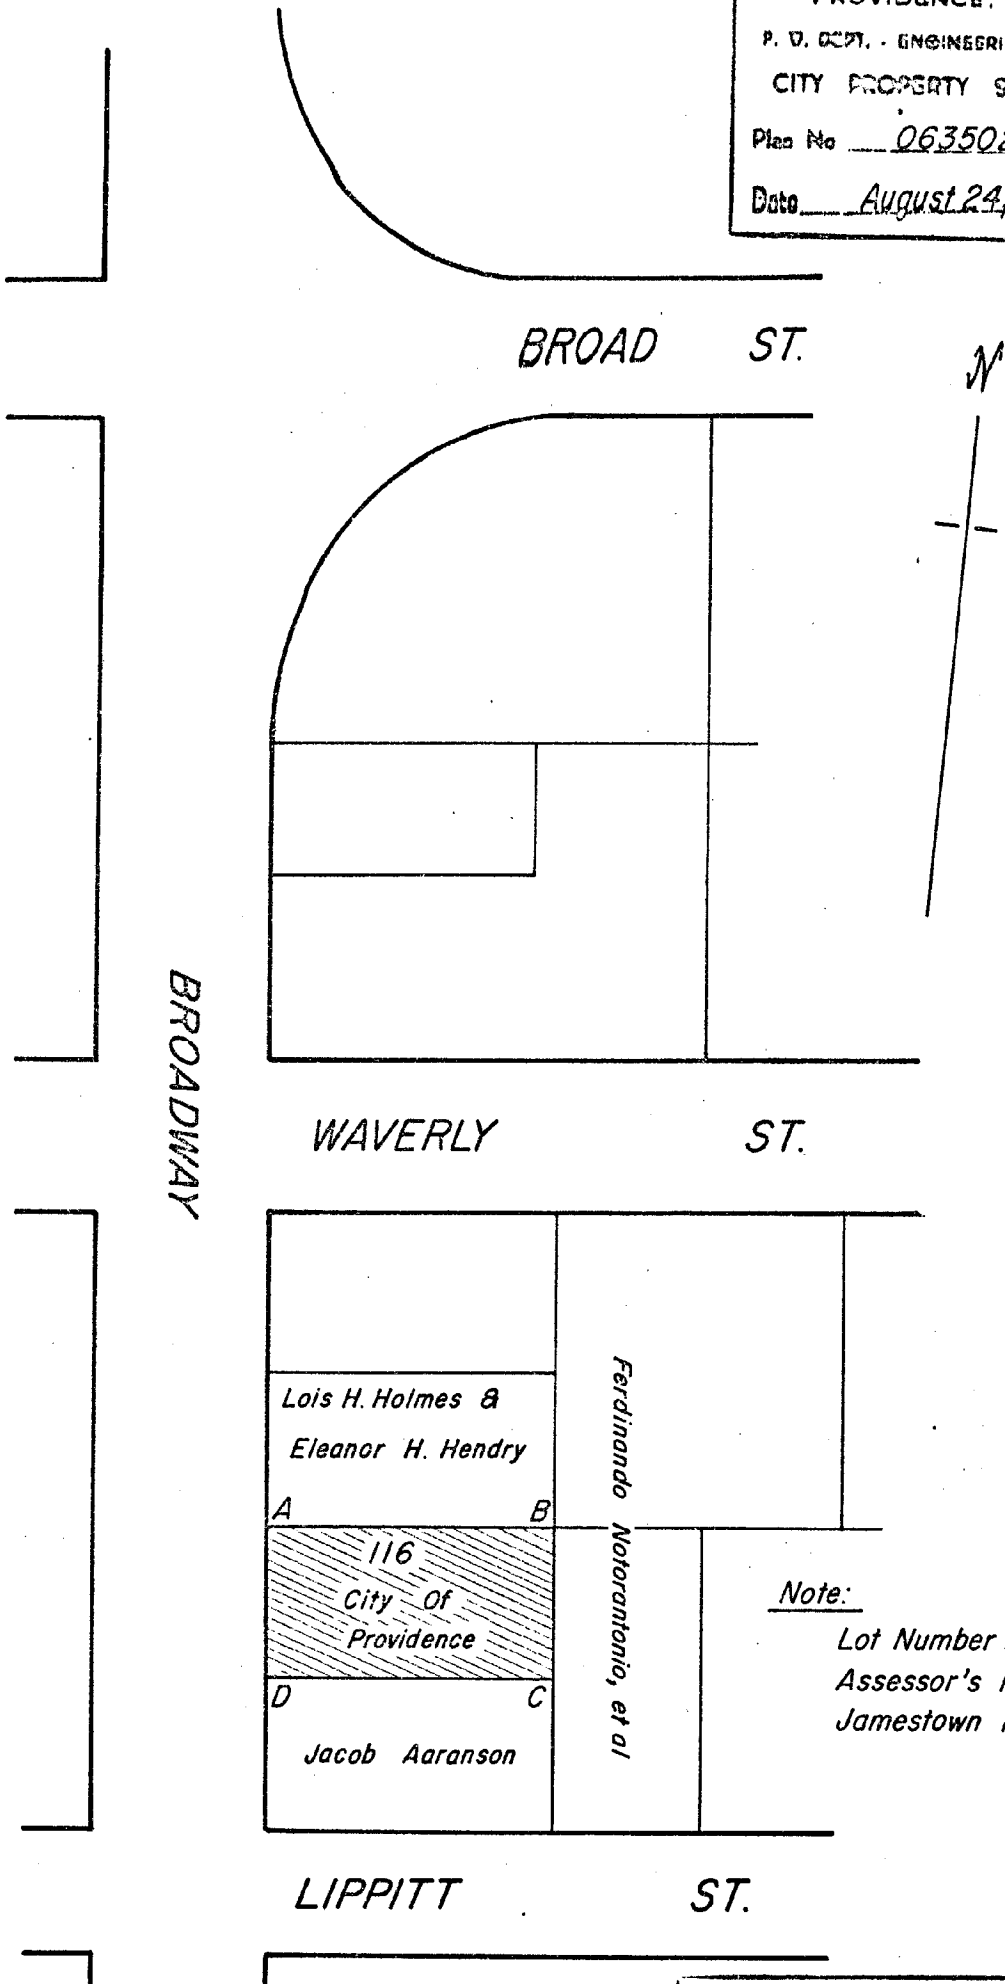 PROVIDENCE.
P. D. DEPT. - ENGINEERI
CITY PROPERTY S
Plan No 063502
Date August 24,
BROAD ST.
N
BROADWAY
WAVERLY ST.
Lois H. Holmes &
Eleanor H. Hendry
A B
116
City Of
Providence
D C
Jacob Aaranson
Ferdinando Notorantonio, et al
Note:
Lot Number
Assessor's
Jamestown
LIPPITT ST.